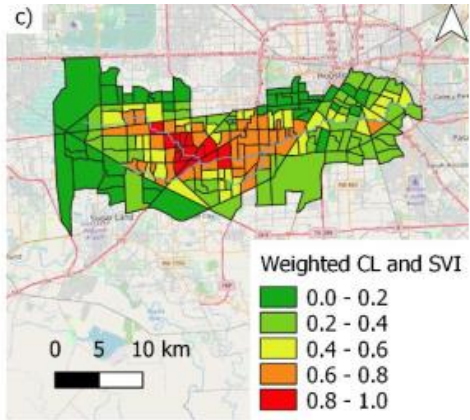 c)
Houston
Sugar Land
Weighted CL and SVI
0.0 - 0.2
0.2 - 0.4
0.4 - 0.6
0.6 - 0.8
0.8 - 1.0
0 5 10 km